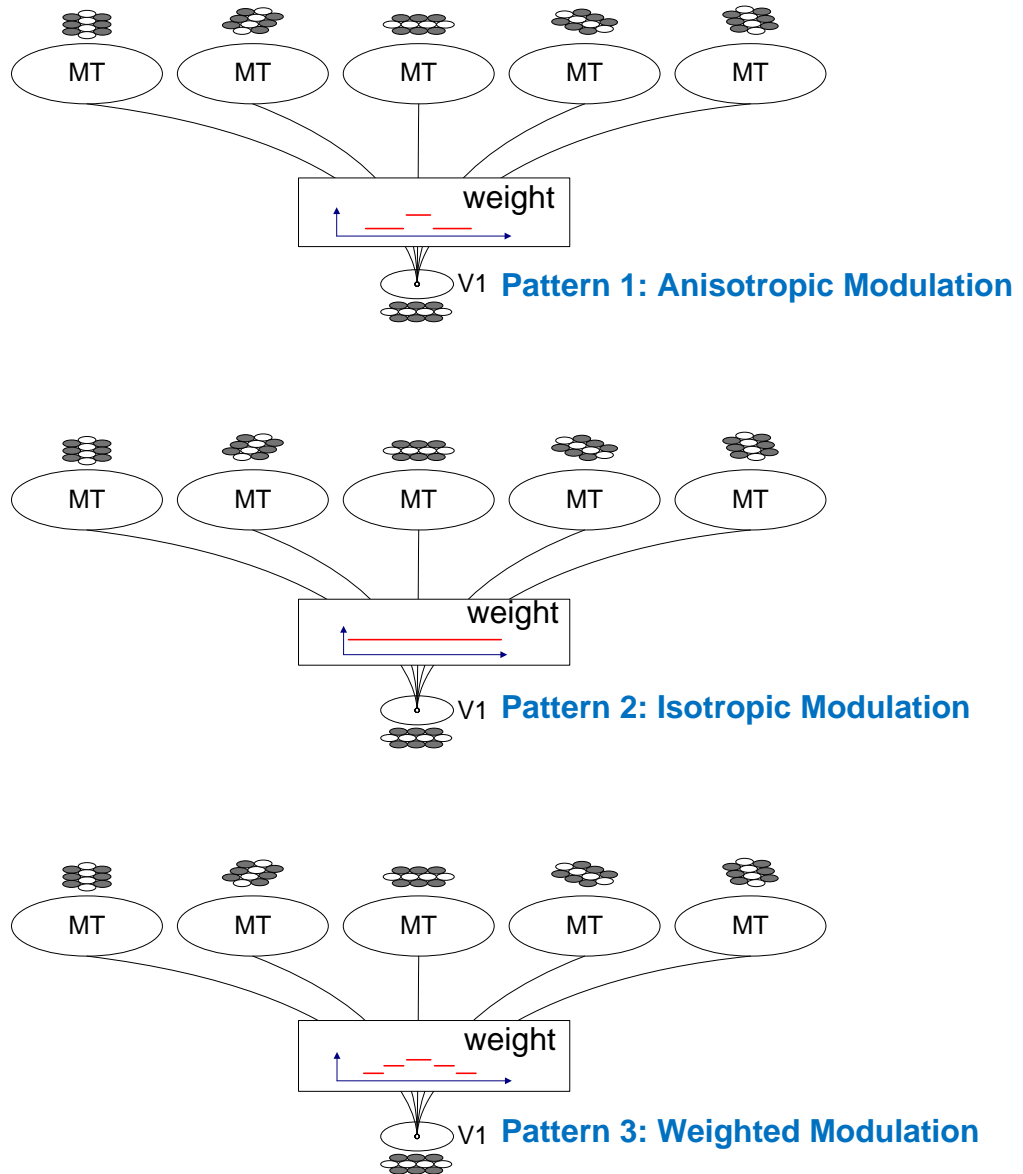 MT MT MT MT MT
weight
V1 Pattern 1: Anisotropic Modulation
MT MT MT MT MT
weight
V1 Pattern 2: Isotropic Modulation
MT MT MT MT MT
weight
V1 Pattern 3: Weighted Modulation